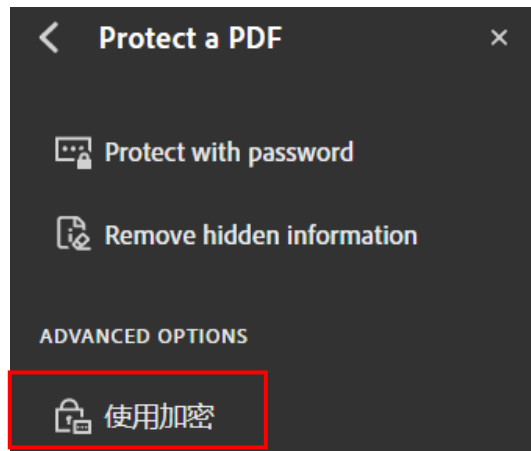 Protect a PDF
Protect with password
Remove hidden information
ADVANCED OPTIONS
使用加密